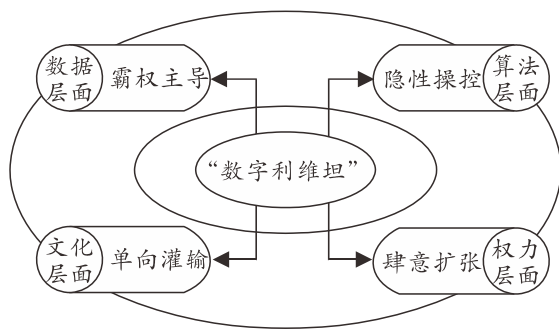 数据
层面
霸权主导
隐性操控
算法
层面
“数字利维坦”
文化
层面
单向灌输
肆意扩张
权力
层面